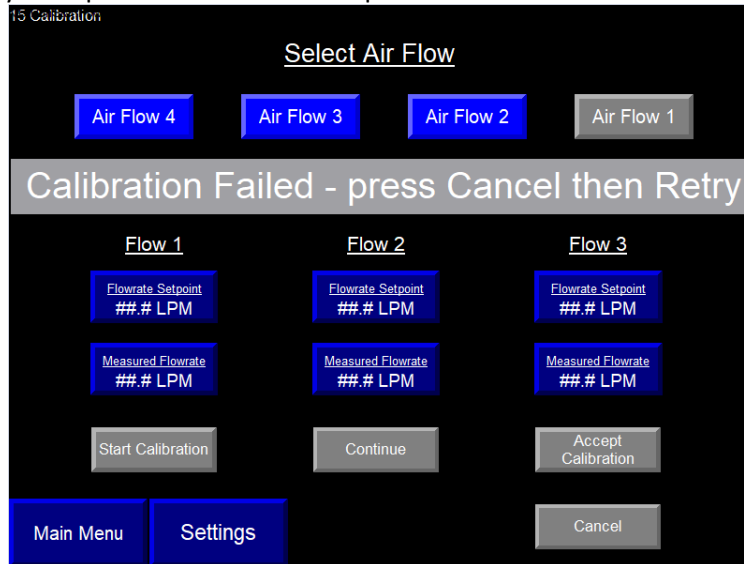 15 Calibration
Select Air Flow
Air Flow 4 Air Flow 3 Air Flow 2 Air Flow 1
Calibration Failed - press Cancel then Retry
Flow 1 Flow 2 Flow 3
Flowrate Setpoint Flowrate Setpoint Flowrate Setpoint
##.# LPM ##.# LPM ##.# LPM
Measured Flowrate Measured Flowrate Measured Flowrate
##.# LPM ##.# LPM ##.# LPM
Start Calibration Continue Accept
Calibration
Main Menu Settings Cancel